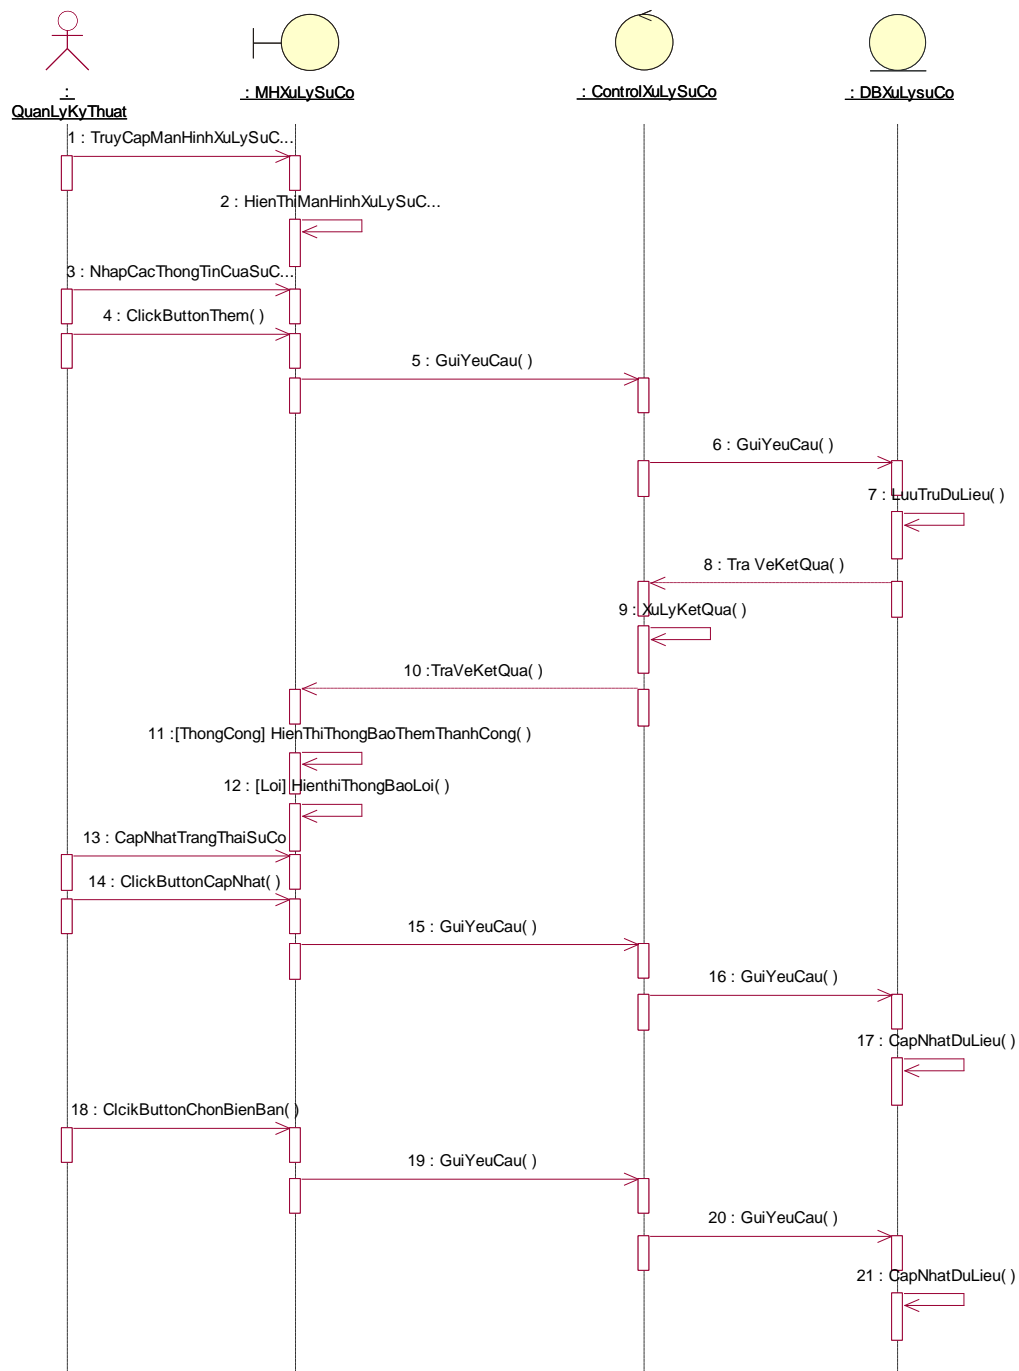 :
QuanLyKyThuat
: MHXuLySuCo
: ControlXuLySuCo
: DBXuLysuCo
1 : TruyCapManHinhXuLySuC...
2 : HienThiManHinhXuLySuC...
3 : NhapCacThongTinCuaSuC...
4 : ClickButtonThem( )
5 : GuiYeuCau( )
6 : GuiYeuCau( )
7 : LuuTruDuLieu( )
8 : Tra VeKetQua( )
9 : XuLyKetQua( )
10 :TraVeKetQua( )
11 :[ThongCong] HienThiThongBaoThemThanhCong( )
12 : [Loi] HienthiThongBaoLoi( )
13 : CapNhatTrangThaiSuCo
14 : ClickButtonCapNhat( )
15 : GuiYeuCau( )
16 : GuiYeuCau( )
17 : CapNhatDuLieu( )
18 : ClcikButtonChonBienBan( )
19 : GuiYeuCau( )
20 : GuiYeuCau( )
21 : CapNhatDuLieu( )